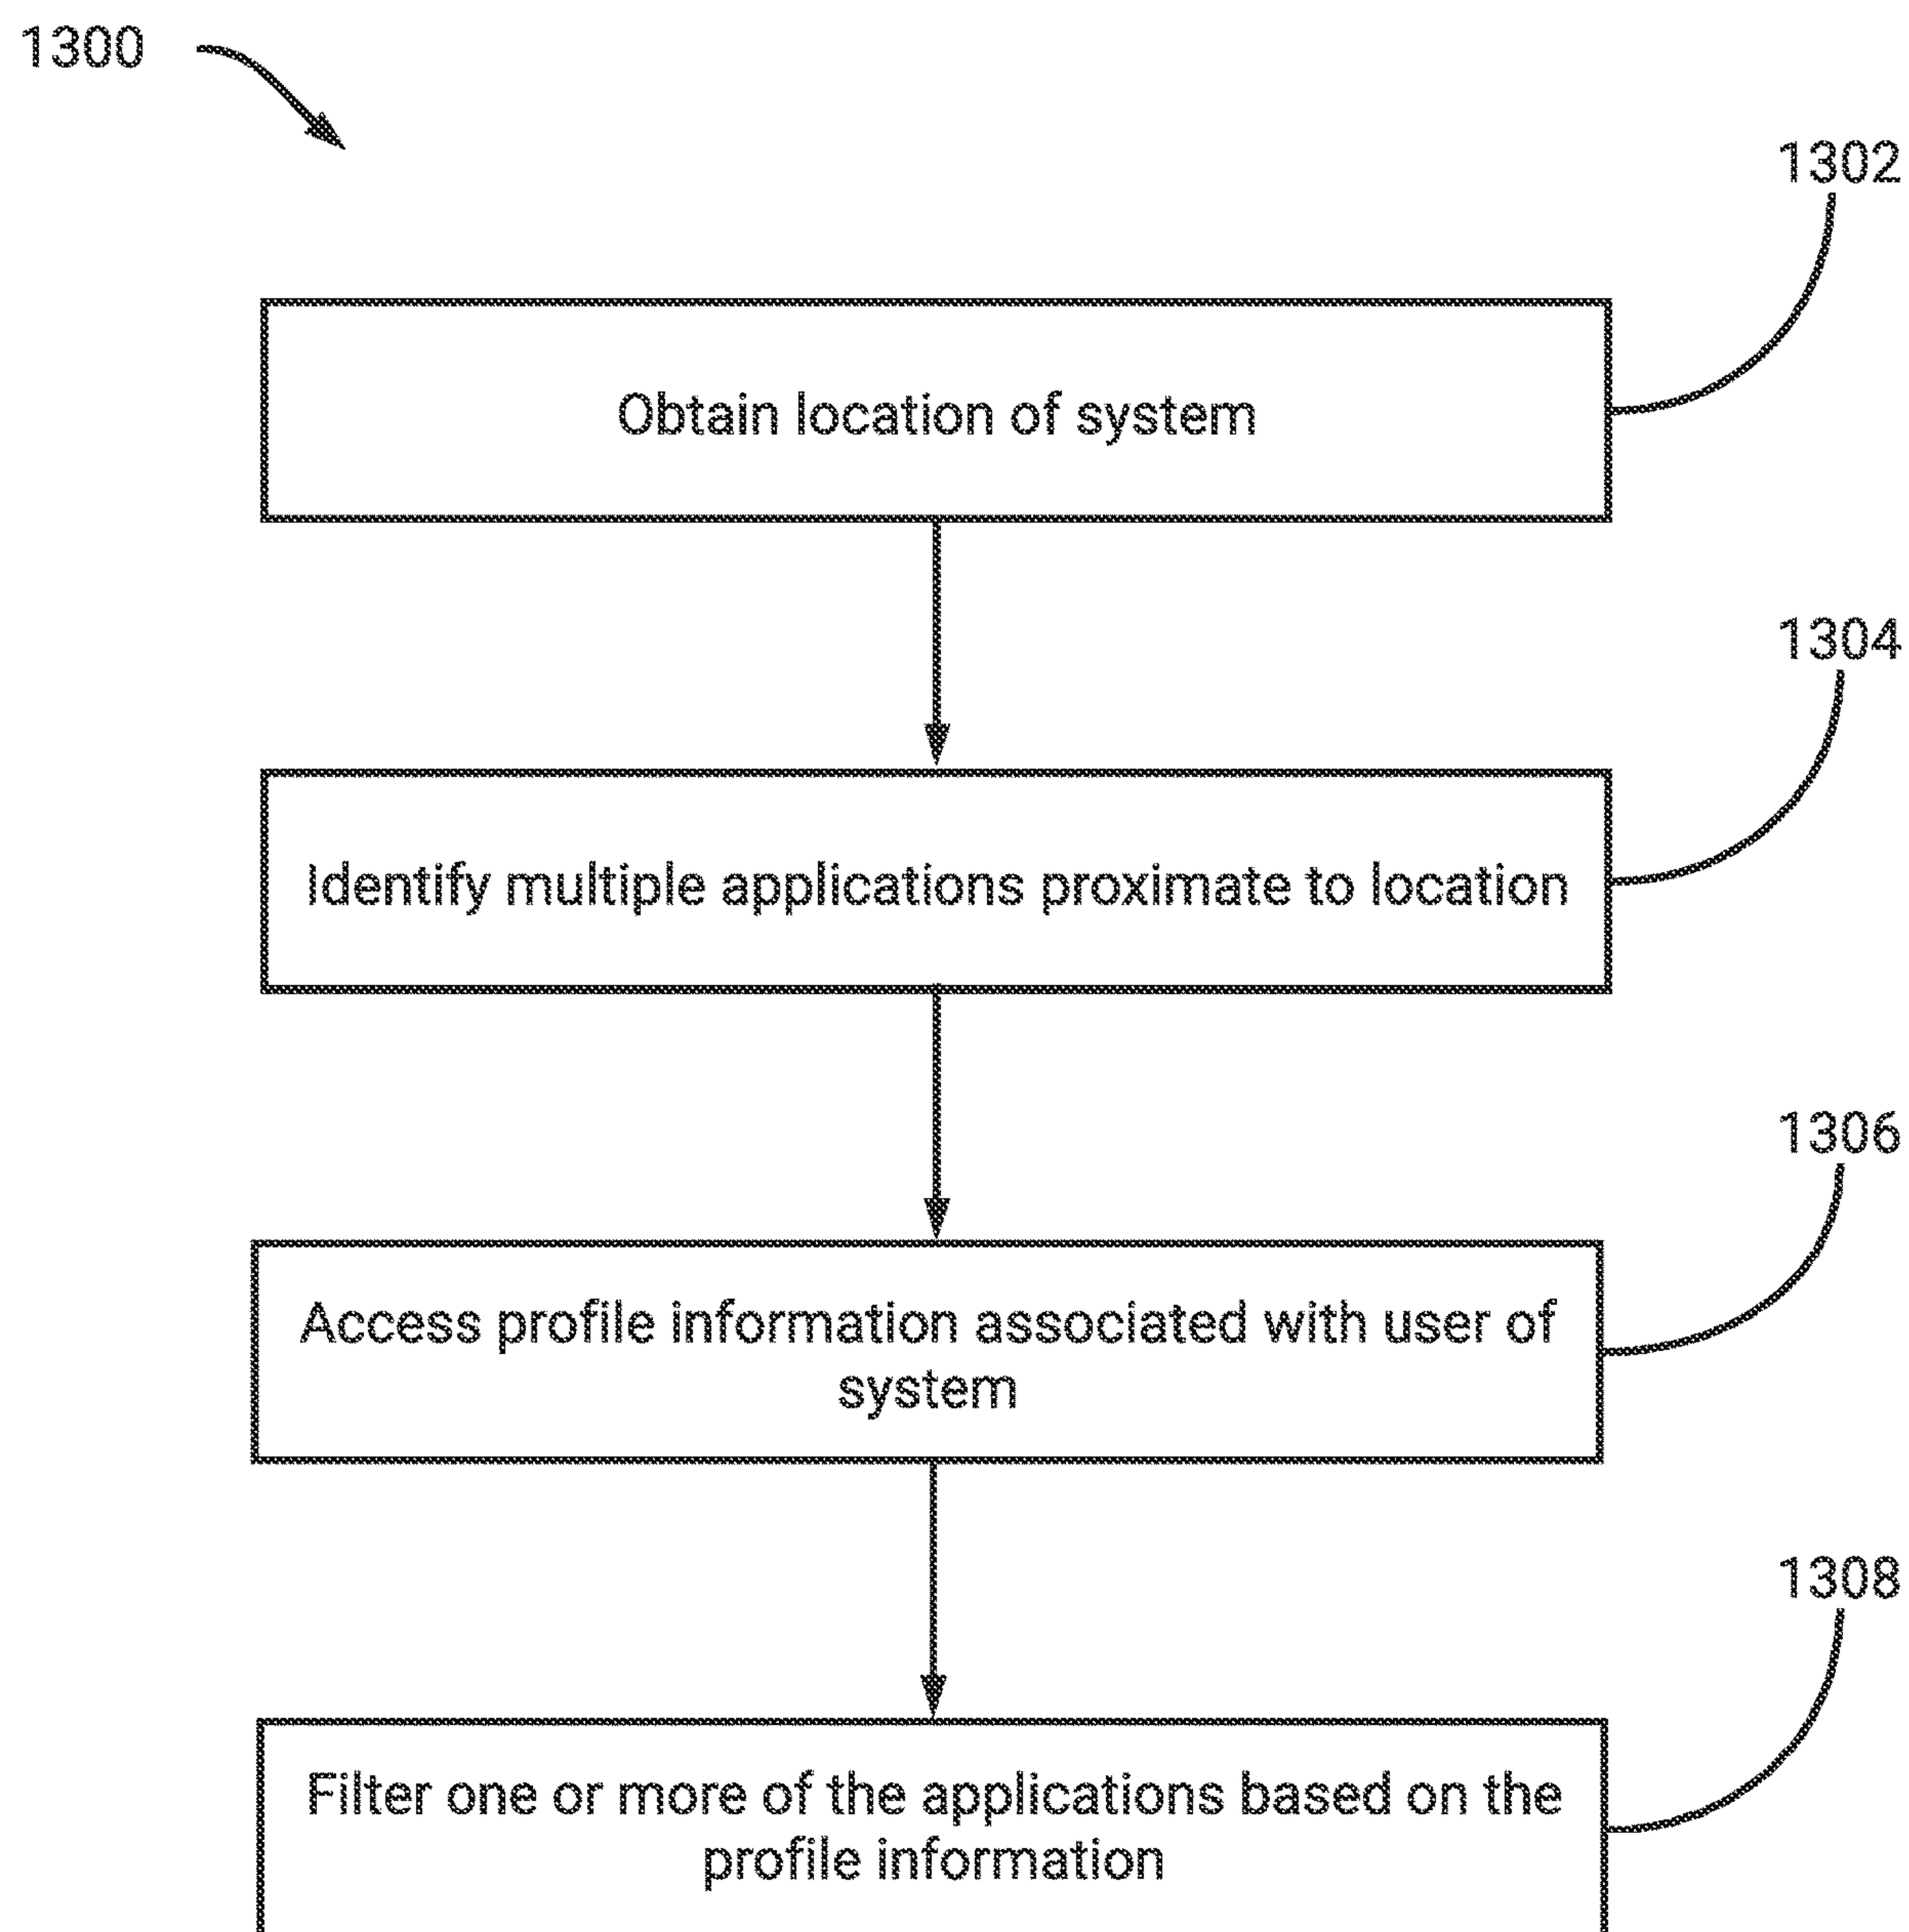 1300
1302
Obtain location of system
1304
Identify multiple applications proximate to location
1306
Access profile information associated with user of
system
1308
Filter one or more of the applications based on the
profile information